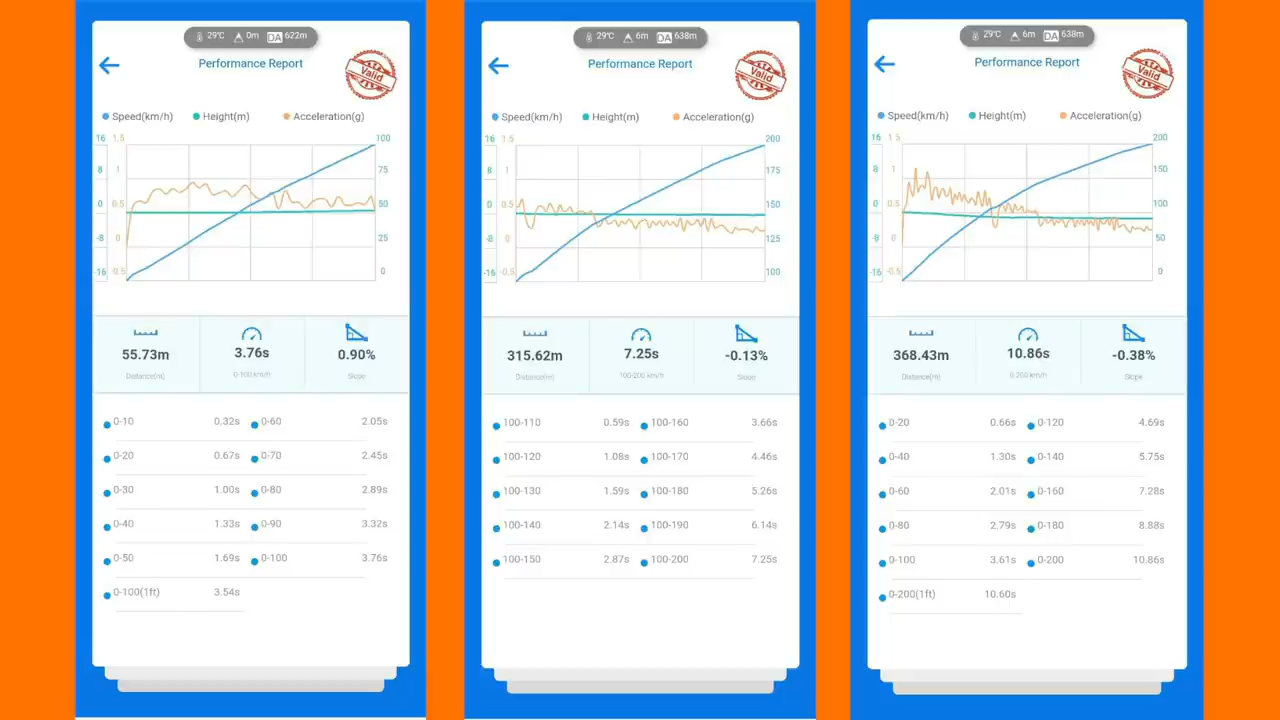 29℃ 0m DA 622m
Performance Report
Valid
Speed(km/h) Height(m) Acceleration(g)
16 1.5 100
8 1 75
0 0.5 50
-8 0 25
-16 0.5 0
55.73m 3.76s 0.90%
Distance(m) 0-100 km/h Slope
0-10 0.32s 0-60 2.05s
0-20 0.67s 0-70 2.45s
0-30 1.00s 0-80 2.89s
0-40 1.33s 0-90 3.32s
0-50 1.69s 0-100 3.76s
0-100(1ft) 3.54s
29℃ 6m DA 638m
Performance Report
Valid
Speed(km/h) Height(m) Acceleration(g)
16 1.5 200
8 1 175
0 0.5 150
-8 0 125
-16 -0.5 100
315.62m 7.25s -0.13%
Distance(m) 100-200 km/h Slope
100-110 0.59s 100-160 3.66s
100-120 1.08s 100-170 4.46s
100-130 1.59s 100-180 5.26s
100-140 2.14s 100-190 6.14s
100-150 2.87s 100-200 7.25s
29℃ 6m DA 638m
Performance Report
Valid
Speed(km/h) Height(m) Acceleration(g)
16 1.5 200
8 1 150
0 0.5 100
-8 0 50
-16 0.5 0
368.43m 10.86s -0.38%
Distance(m) 0-200 km/h Slope
0-20 0.66s 0-120 4.69s
0-40 1.30s 0-140 5.75s
0-60 2.01s 0-160 7.28s
0-80 2.79s 0-180 8.88s
0-100 3.61s 0-200 10.86s
0-200(1ft) 10.60s